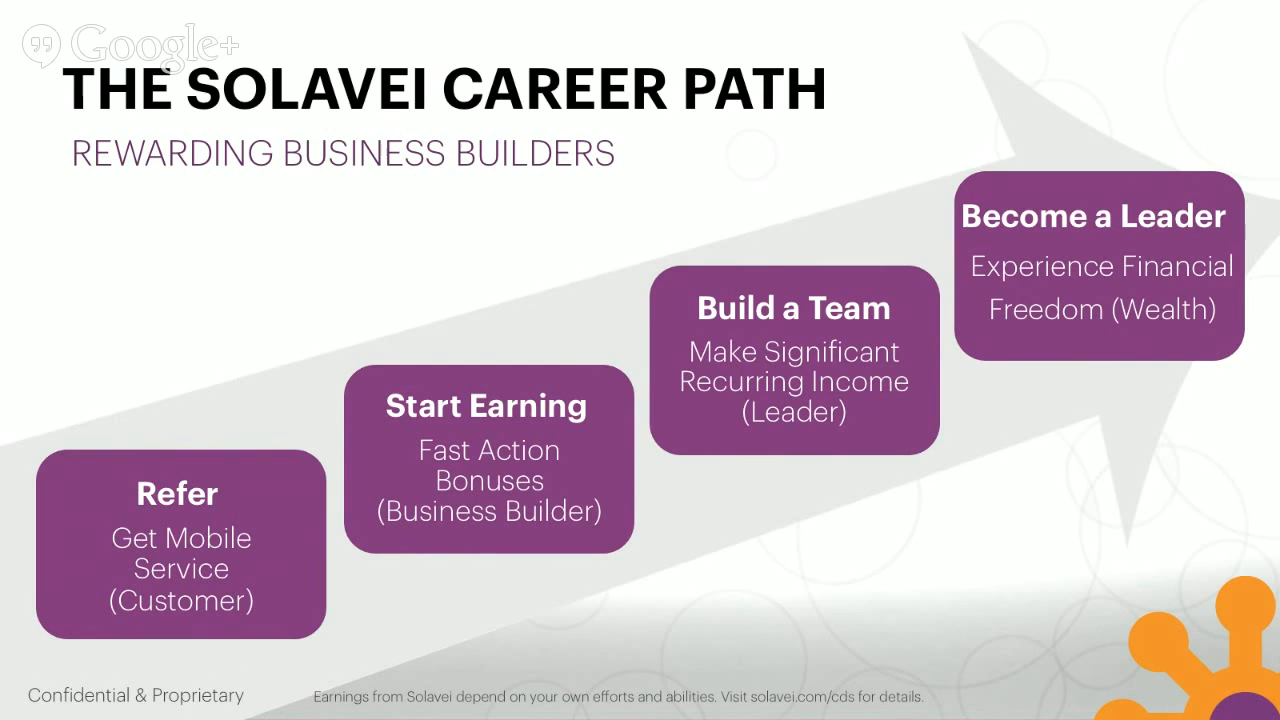 Google+
THE SOLAVEI CAREER PATH
REWARDING BUSINESS BUILDERS
Refer
Get Mobile
Service
(Customer)
Start Earning
Fast Action
Bonuses
(Business Builder)
Build a Team
Make Significant
Recurring Income
(Leader)
Become a Leader
Experience Financial
Freedom (Wealth)
Confidential & Proprietary
Earnings from Solavei depend on your own efforts and abilities. Visit solavei.com/cds for details.